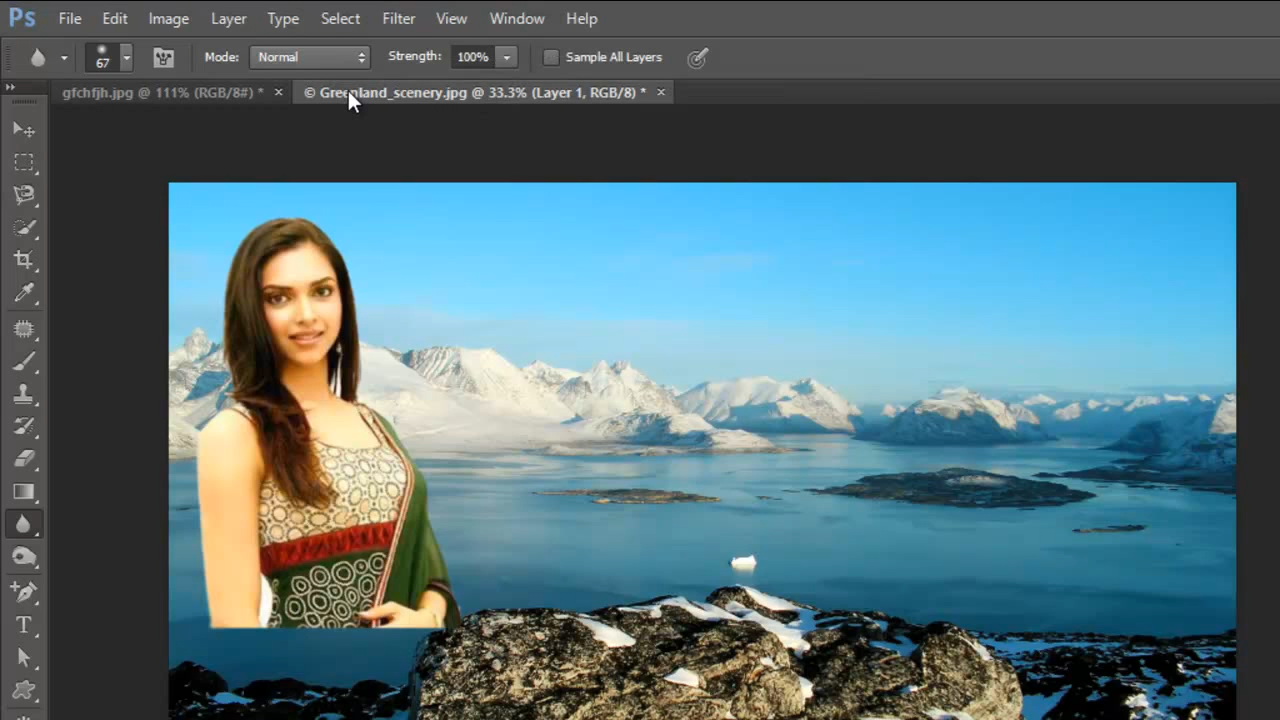 Ps File Edit Image Layer Type Select Filter View Window Help
67 Mode: Normal Strength: 100% Sample All Layers
gfchfjh.jpg @ 111% (RGB/8#) * × © Greenland_scenery.jpg @ 33.3% (Layer 1, RGB/8) * ×
T